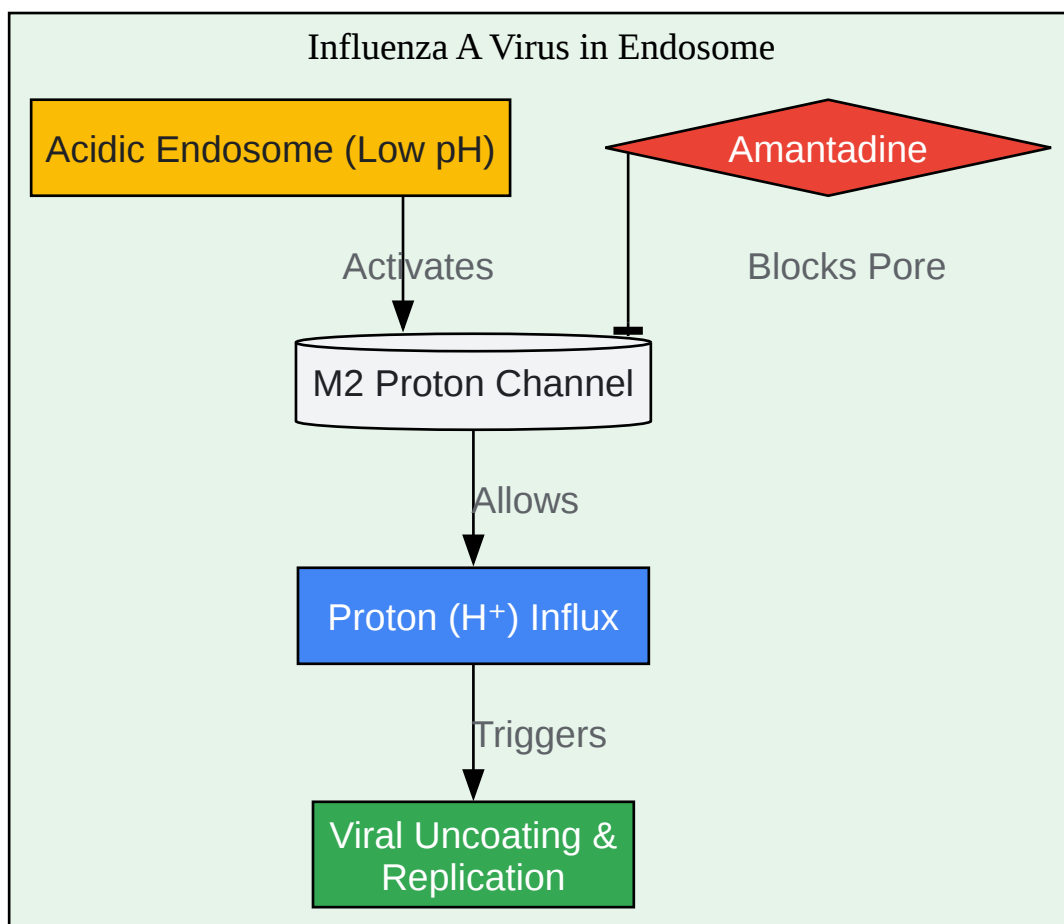 Influenza A Virus in Endosome
Acidic Endosome (Low pH)
Amantadine
Activates
Blocks Pore
M2 Proton Channel
Allows
Proton (H⁺) Influx
Triggers
Viral Uncoating &
Replication